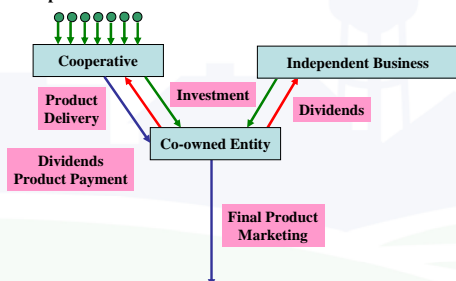 Cooperative
Independent Business
Product
Delivery
Investment
Dividends
Co-owned Entity
Dividends
Product Payment
Final Product
Marketing